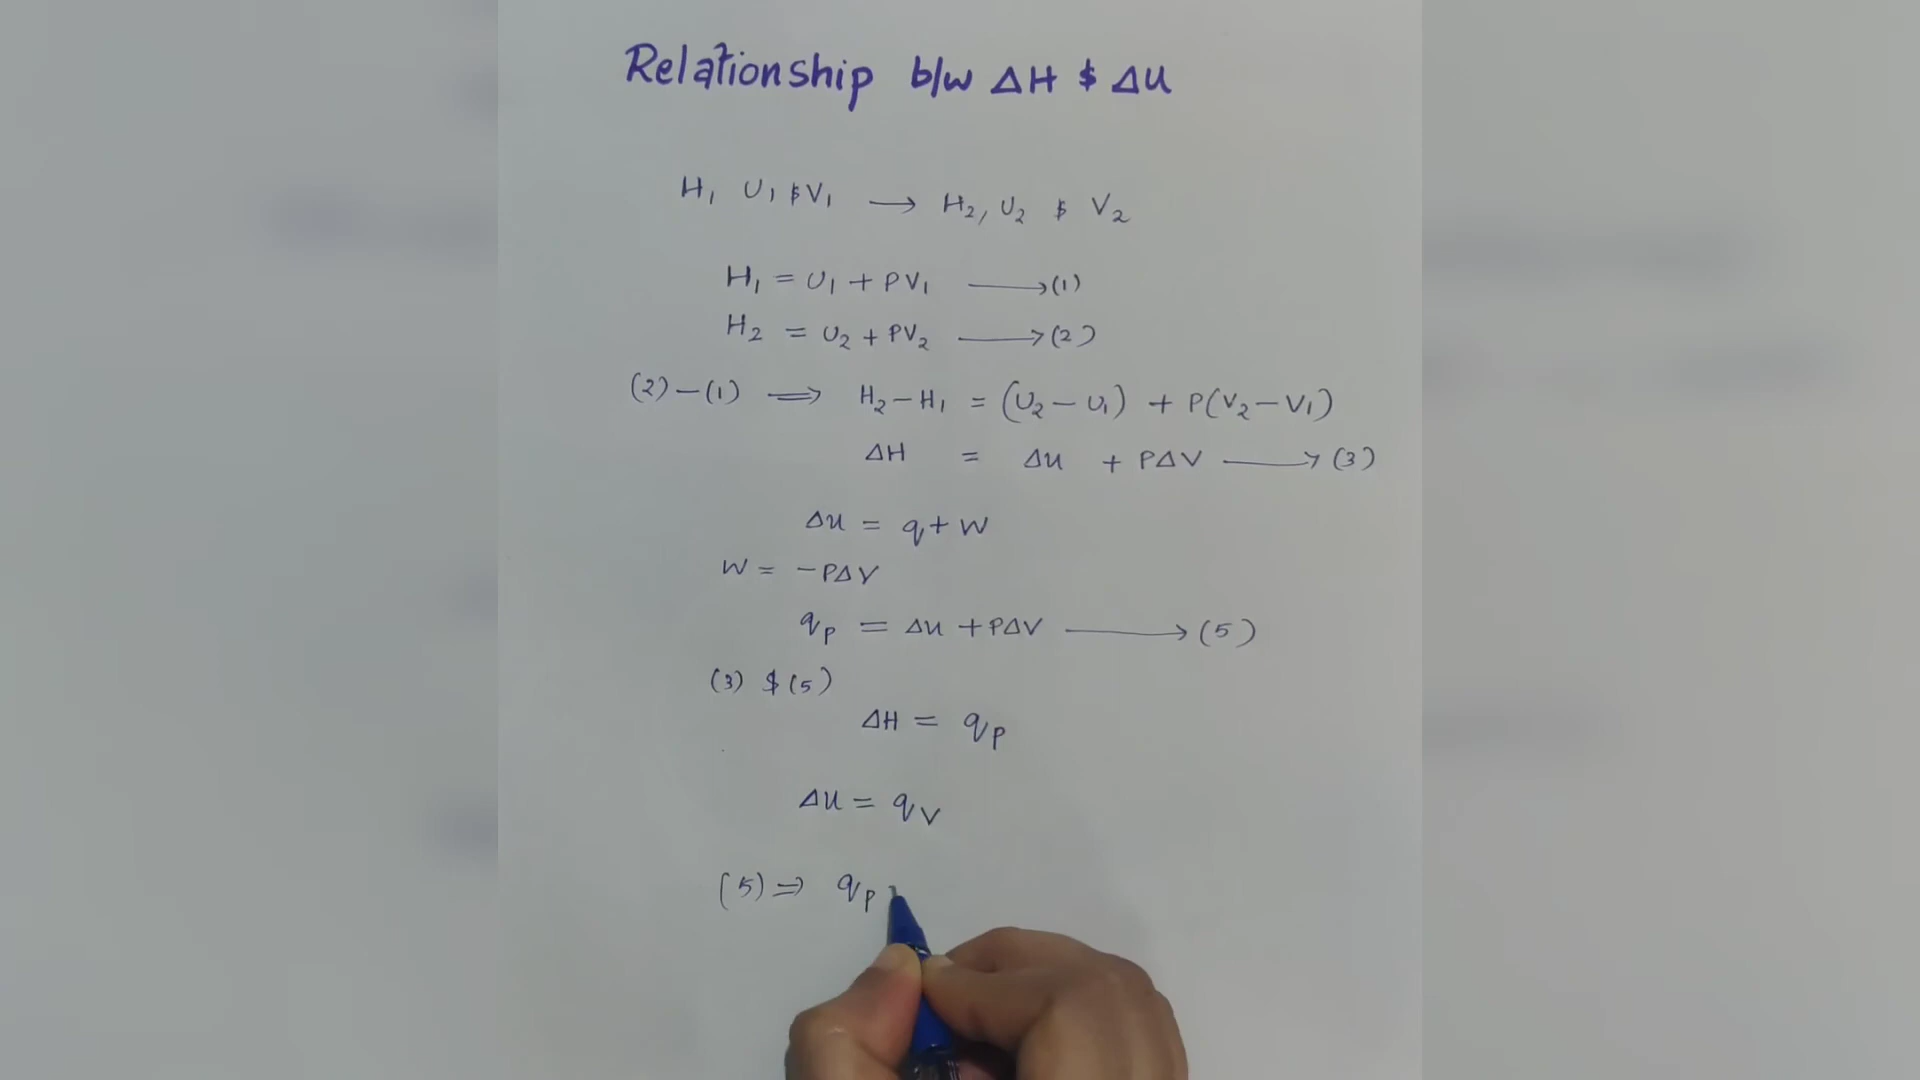 Relationship b/w ΔH & ΔU
H₁ U₁ & V₁ → H₂, U₂ & V₂
H₁ = U₁ + PV₁ ⟶ (1)
H₂ = U₂ + PV₂ ⟶ (2)
(2) − (1) ⟹ H₂ − H₁ = (U₂ − U₁) + P(V₂ − V₁)
ΔH = ΔU + PΔV ⟶ (3)
ΔU = q + W
W = −PΔV
qₚ = ΔU + PΔV ⟶ (5)
(3) & (5)
ΔH = qₚ
ΔU = qᵥ
(5) ⇒ qₚ